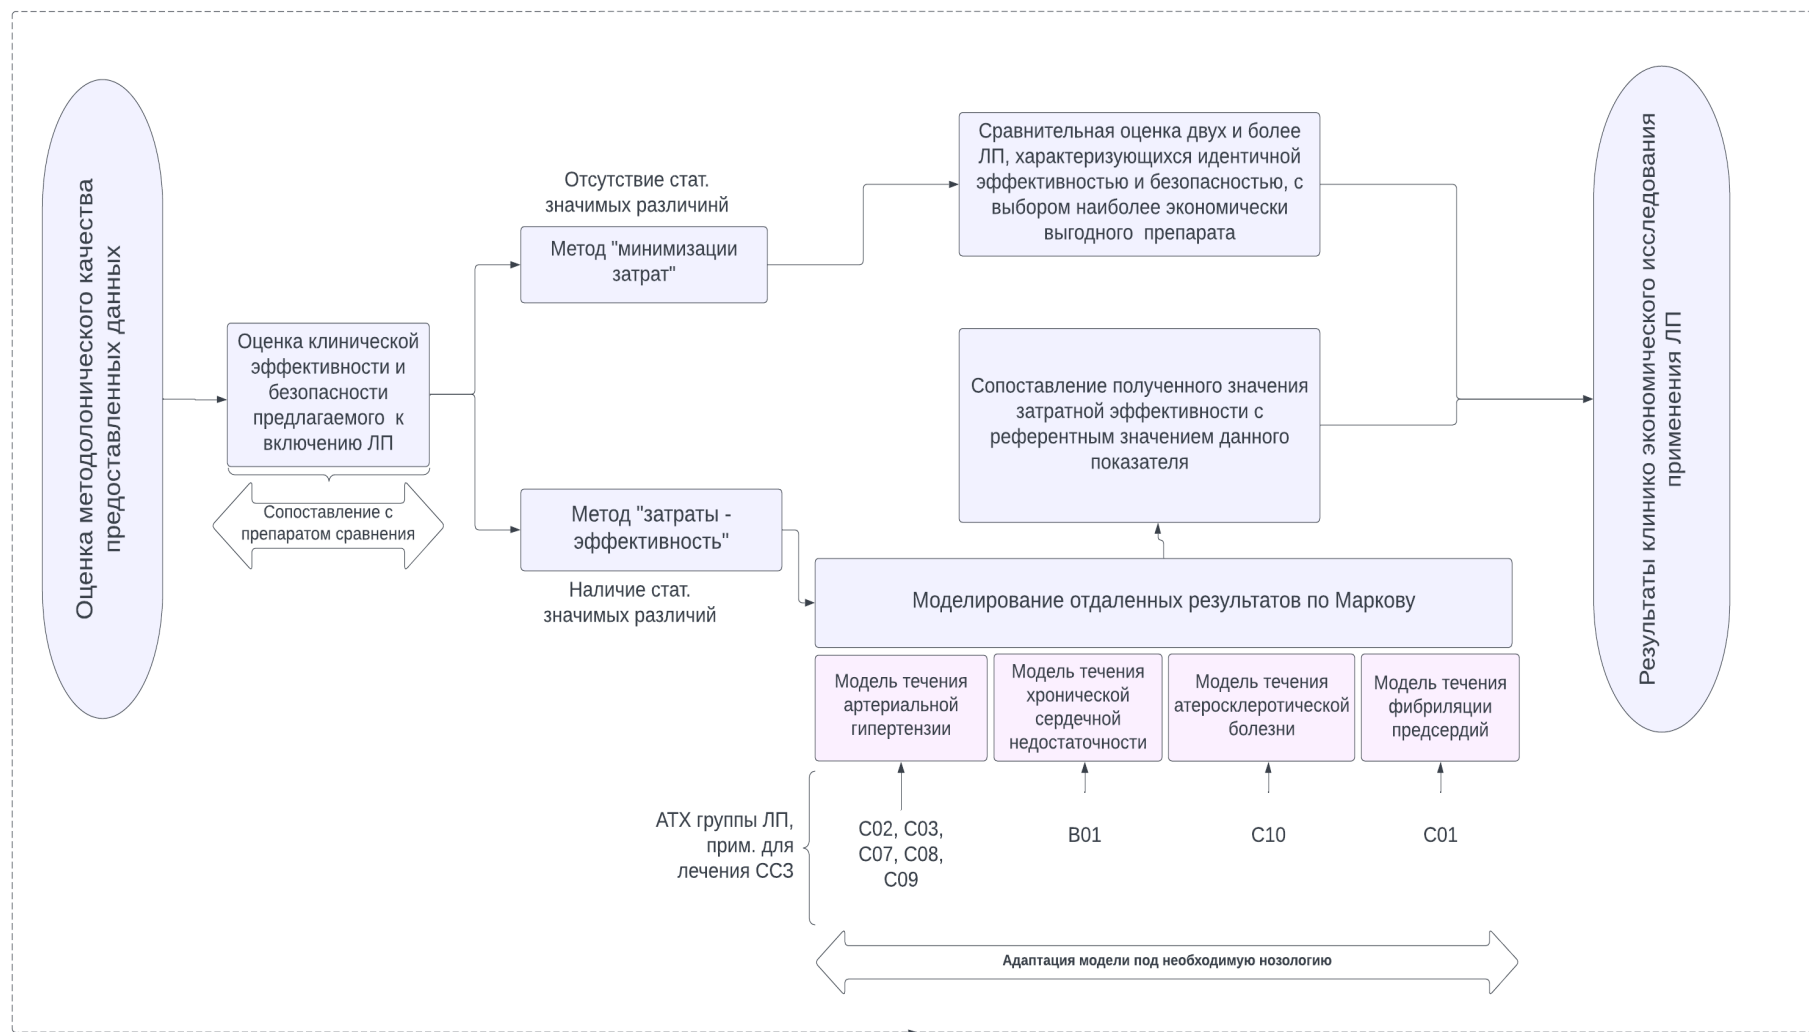 Оценка методолонического качества
предоставленных данных
Оценка клинической
эффективности и
безопасности
предлагаемого к
включению ЛП
Сопоставление с
препаратом сравнения
Отсутствие стат.
значимых различинй
Метод "минимизации
затрат"
Метод "затраты -
эффективность"
Наличие стат.
значимых различий
Сравнительная оценка двух и более
ЛП, характеризующихся идентичной
эффективностью и безопасностью, с
выбором наиболее экономически
выгодного препарата
Сопоставление полученного значения
затратной эффективности с
референтным значением данного
показателя
Моделирование отдаленных результатов по Маркову
Модель течения
артериальной
гипертензии
Модель течения
хронической
сердечной
недостаточности
Модель течения
атеросклеротической
болезни
Модель течения
фибриляции
предсердий
АТХ группы ЛП,
прим. для
лечения ССЗ
C02, C03,
C07, C08,
C09
B01
C10
C01
Адаптация модели под необходимую нозологию
Результаты клинико экономического исследования
применения ЛП